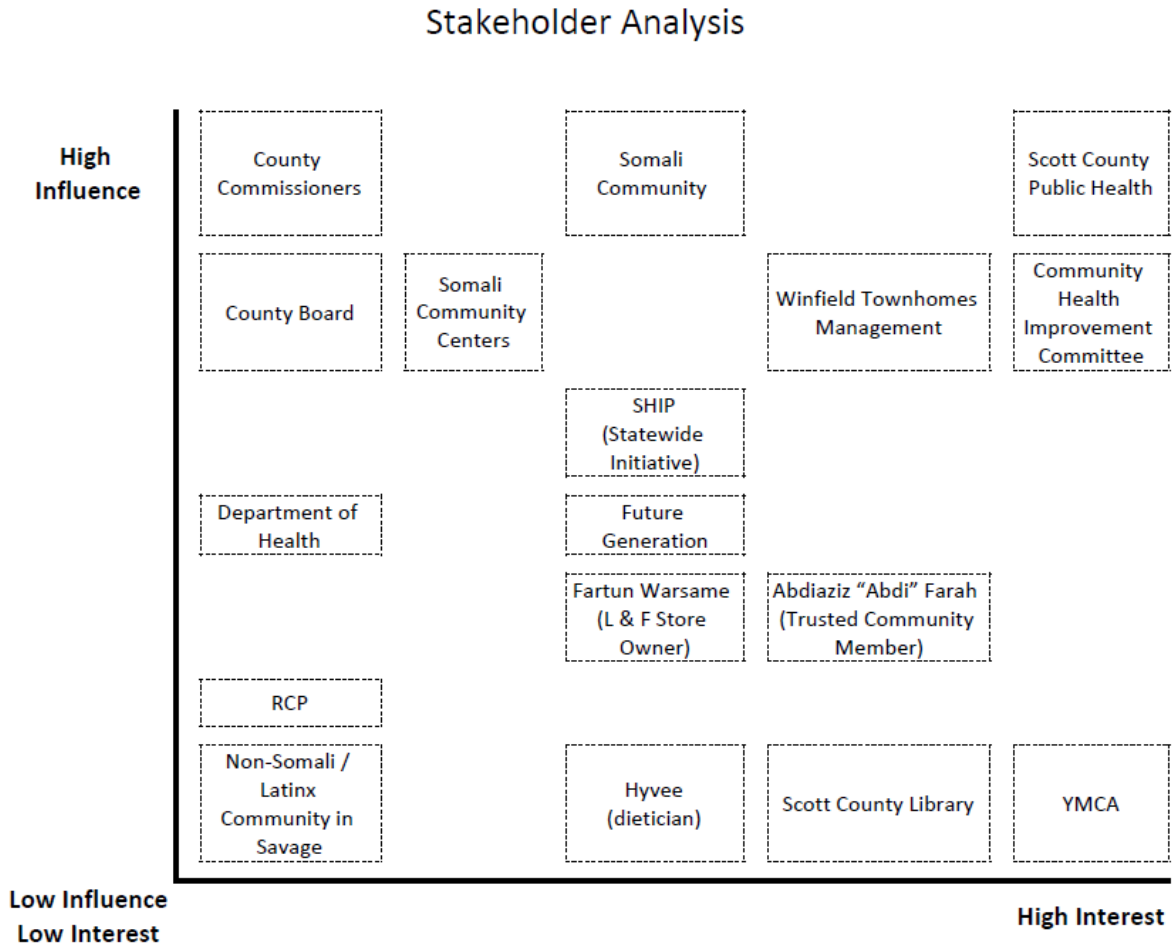 Stakeholder Analysis
High
Influence
County
Commissioners
Somali
Community
Scott County
Public Health
County Board
Somali
Community
Centers
Winfield Townhomes
Management
Community
Health
Improvement
Committee
SHIP
(Statewide
Initiative)
Department of
Health
Future
Generation
Fartun Warsame
(L & F Store
Owner)
Abdiaziz “Abdi” Farah
(Trusted Community
Member)
RCP
Non-Somali /
Latinx
Community in
Savage
Hyvee
(dietician)
Scott County Library
YMCA
Low Influence
Low Interest
High Interest